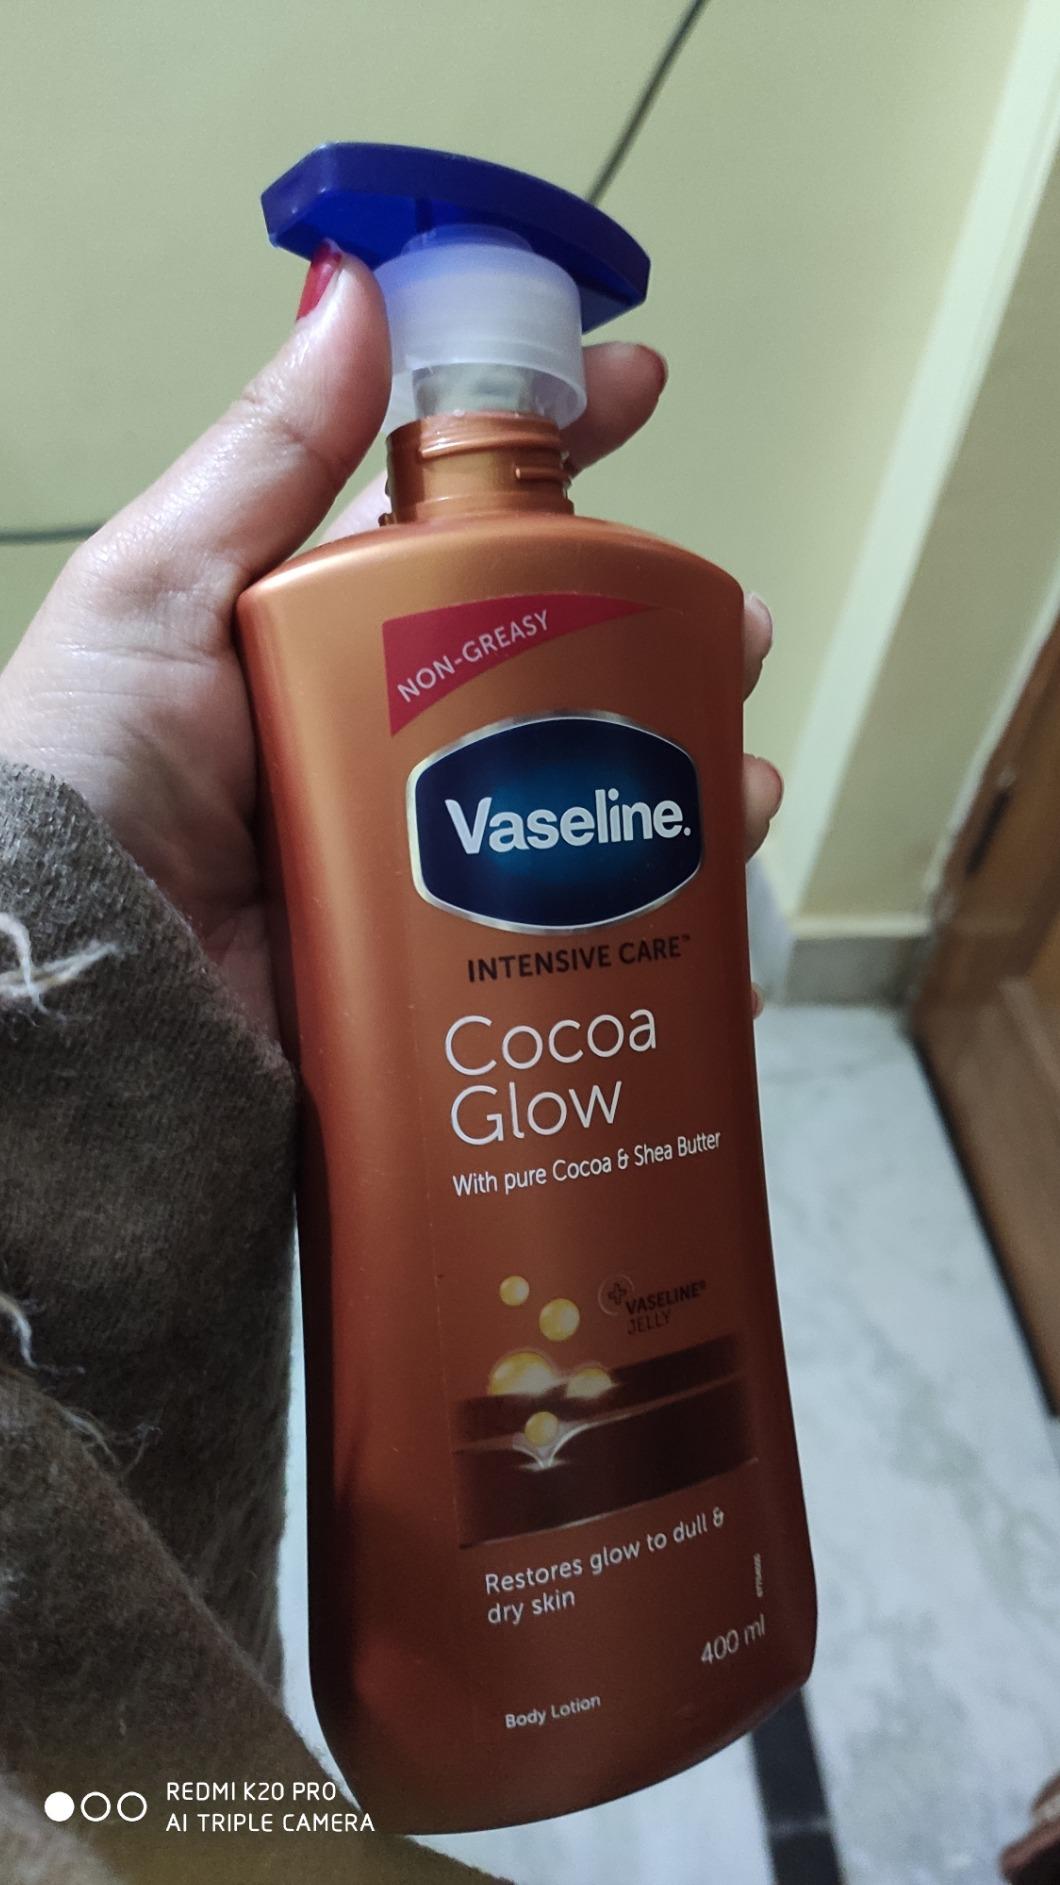 NON-GREASY
Vaseline.
INTENSIVE CARE™
Cocoa
Glow
With pure Cocoa & Shea Butter
VASELINE®
JELLY
Restores glow to dull &
dry skin
400 ml
Body Lotion
REDMI K20 PRO
AI TRIPLE CAMERA